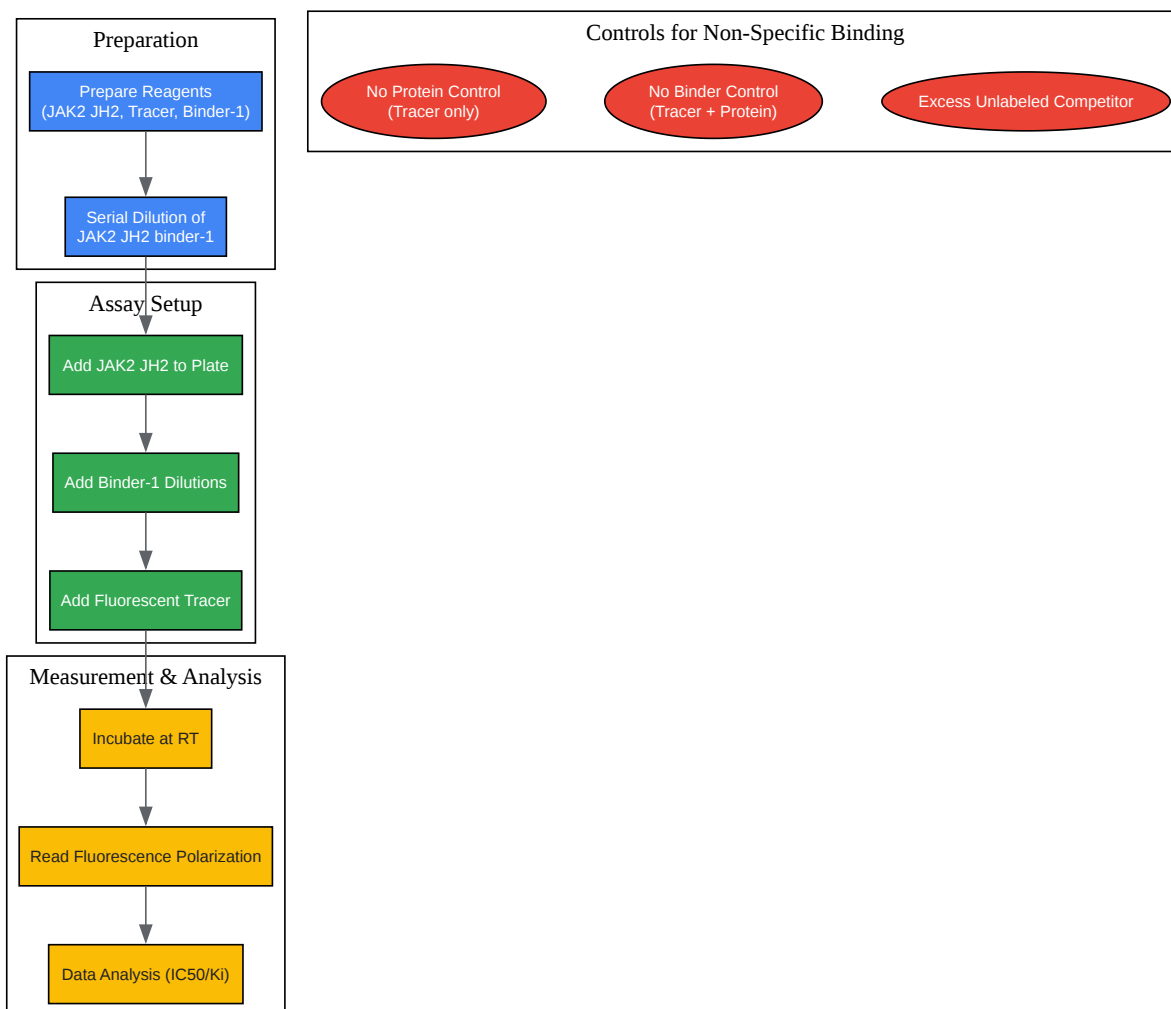 Preparation
Prepare Reagents
(JAK2 JH2, Tracer, Binder-1)
Serial Dilution of
JAK2 JH2 binder-1
Assay Setup
Add JAK2 JH2 to Plate
Add Binder-1 Dilutions
Add Fluorescent Tracer
Measurement & Analysis
Incubate at RT
Read Fluorescence Polarization
Data Analysis (IC50/Ki)
Controls for Non-Specific Binding
No Protein Control
(Tracer only)
No Binder Control
(Tracer + Protein)
Excess Unlabeled Competitor